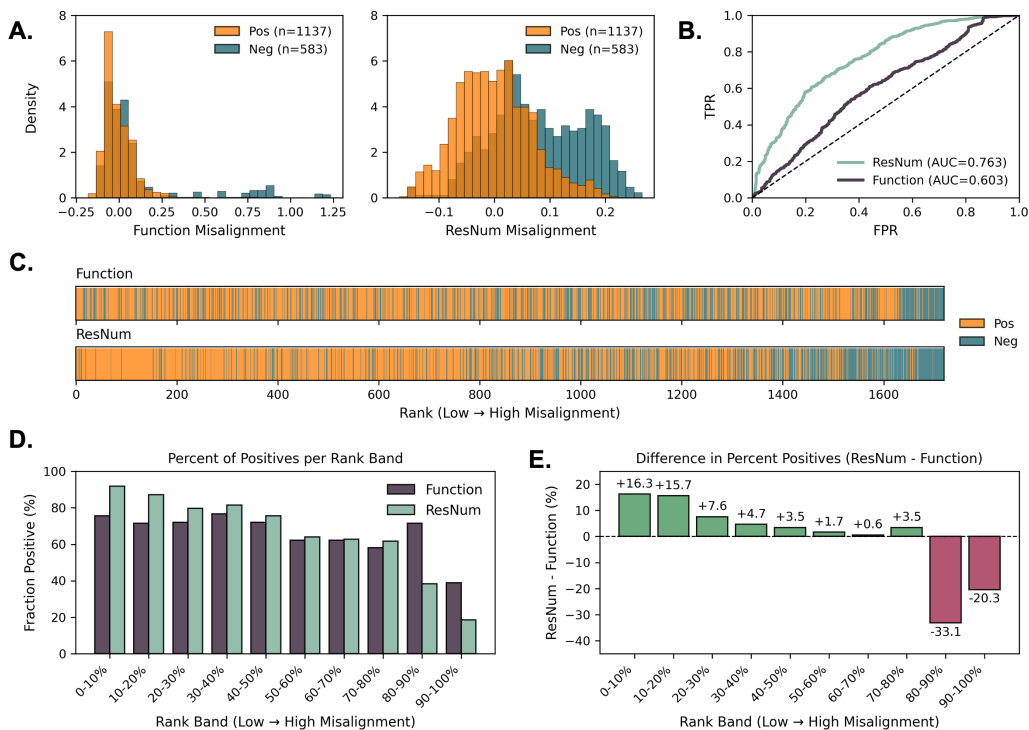 A.
8
6
4
2
0
Density
Pos (n=1137)
Neg (n=583)
−0.25
0.00
0.25
0.50
0.75
1.00
1.25
Function Misalignment
8
6
4
2
0
Pos (n=1137)
Neg (n=583)
−0.1
0.0
0.1
0.2
ResNum Misalignment
B.
1.0
0.8
0.6
0.4
0.2
0.0
TPR
ResNum (AUC=0.763)
Function (AUC=0.603)
0.0
0.2
0.4
0.6
0.8
1.0
FPR
C.
Function
ResNum
Pos
Neg
0
200
400
600
800
1000
1200
1400
1600
Rank (Low → High Misalignment)
D.
Percent of Positives per Rank Band
100
80
60
40
20
0
Fraction Positive (%)
Function
ResNum
0-10%
10-20%
20-30%
30-40%
40-50%
50-60%
60-70%
70-80%
80-90%
90-100%
Rank Band (Low → High Misalignment)
E.
Difference in Percent Positives (ResNum - Function)
20
10
0
−10
−20
−30
−40
ResNum - Function (%)
+16.3
+15.7
+7.6
+4.7
+3.5
+1.7
+0.6
+3.5
-33.1
-20.3
0-10%
10-20%
20-30%
30-40%
40-50%
50-60%
60-70%
70-80%
80-90%
90-100%
Rank Band (Low → High Misalignment)